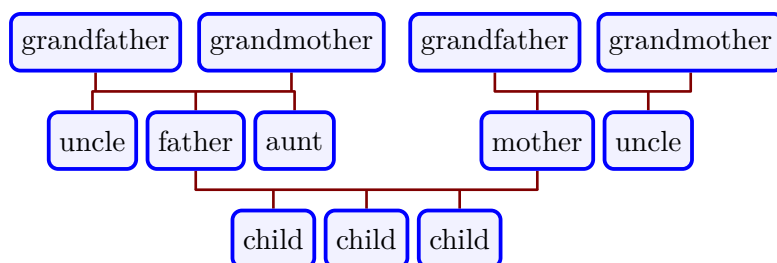 grandfather grandmother grandfather grandmother
uncle father aunt mother uncle
child child child